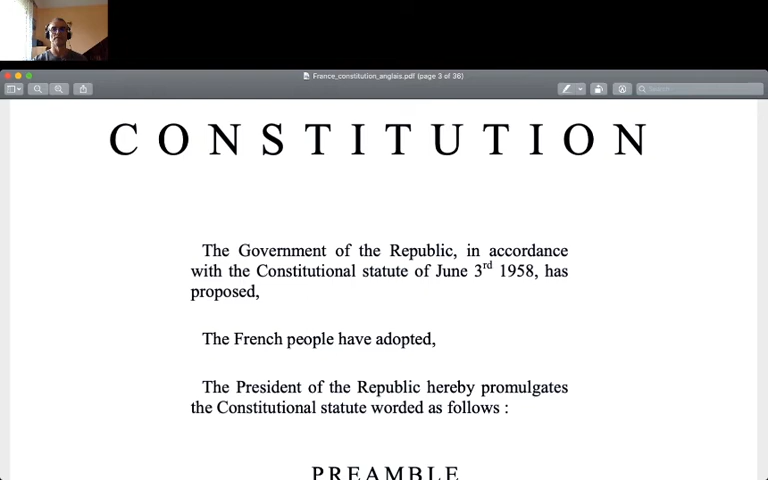 France_constitution_anglais.pdf (page 3 of 36)
Search
CONSTITUTION
The Government of the Republic, in accordance
with the Constitutional statute of June 3rd 1958, has
proposed,
The French people have adopted,
The President of the Republic hereby promulgates
the Constitutional statute worded as follows :
PREAMBLE